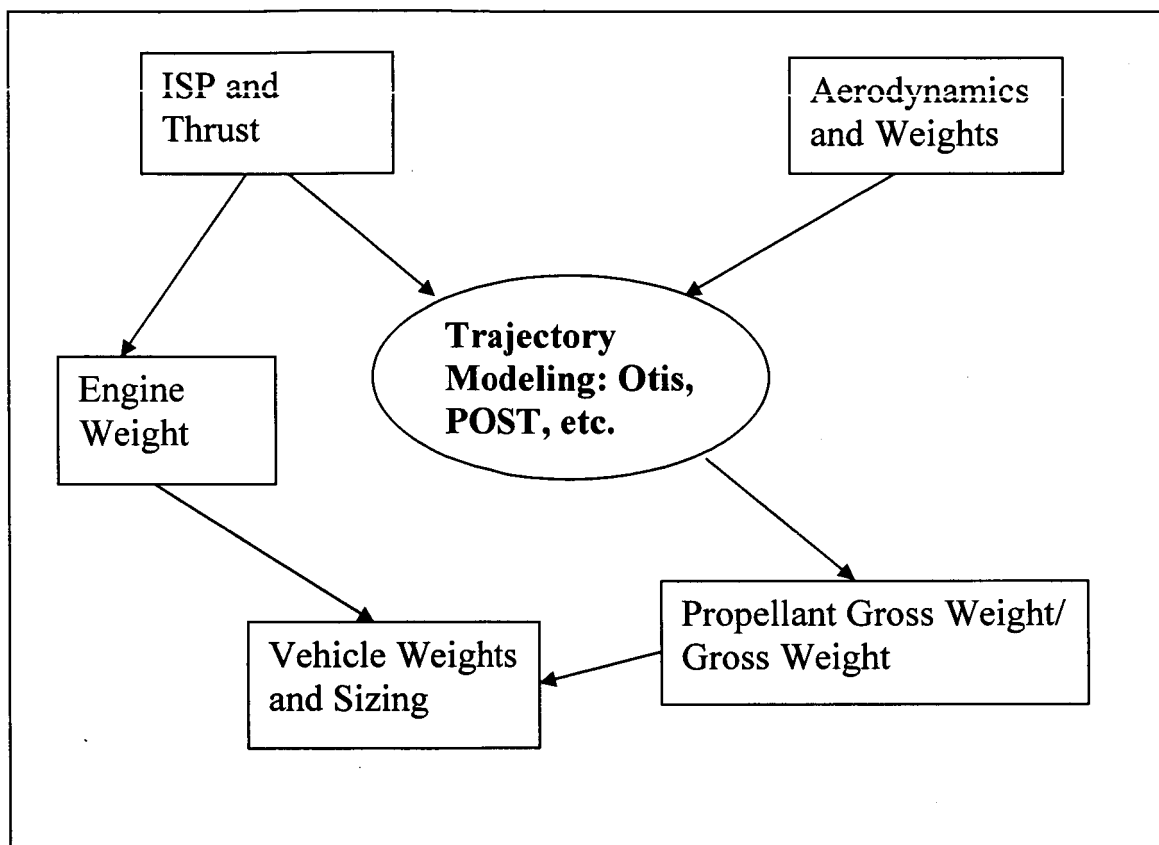 ISP and
Thrust
Aerodynamics
and Weights
Trajectory
Modeling: Otis,
POST, etc.
Engine
Weight
Propellant Gross Weight/
Gross Weight
Vehicle Weights
and Sizing